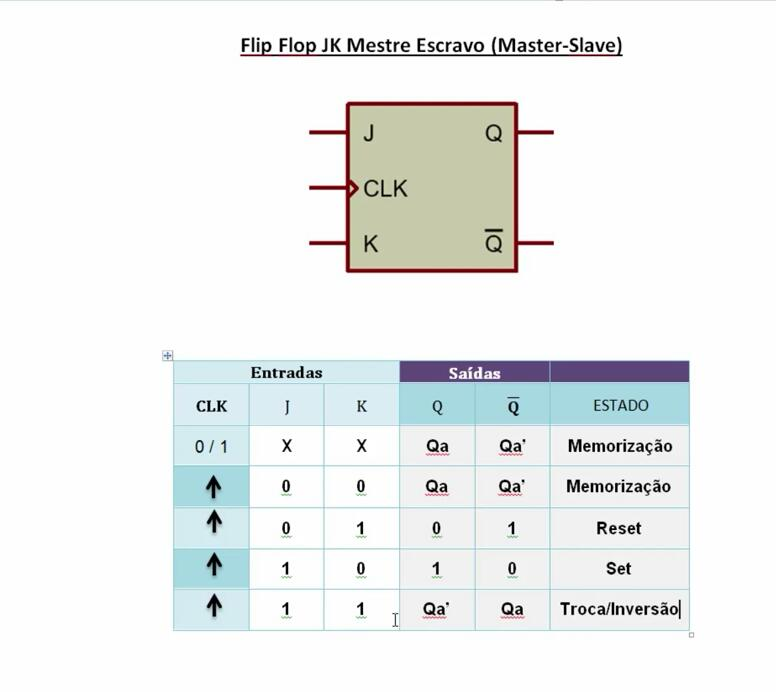 Flip Flop JK Mestre Escravo (Master-Slave)
J Q
CLK
K Q̅
Entradas Saídas
CLK J K Q Q̅ ESTADO
0 / 1 X X Qa Qa' Memorização
↑ 0 0 Qa Qa' Memorização
↑ 0 1 0 1 Reset
↑ 1 0 1 0 Set
↑ 1 1 Qa' Qa Troca/Inversão